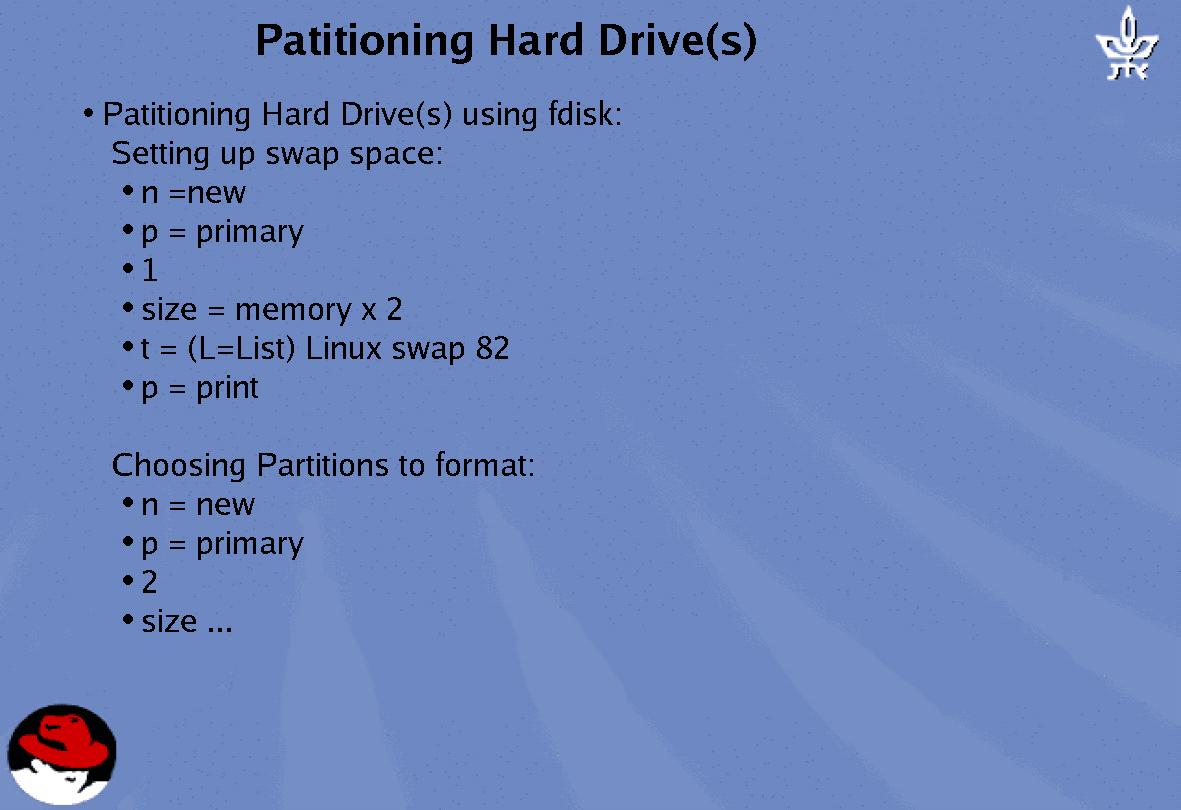 Patitioning Hard Drive(s)
• Patitioning Hard Drive(s) using fdisk:
Setting up swap space:
• n =new
• p = primary
• 1
• size = memory x 2
• t = (L=List) Linux swap 82
• p = print
Choosing Partitions to format:
• n = new
• p = primary
• 2
• size ...